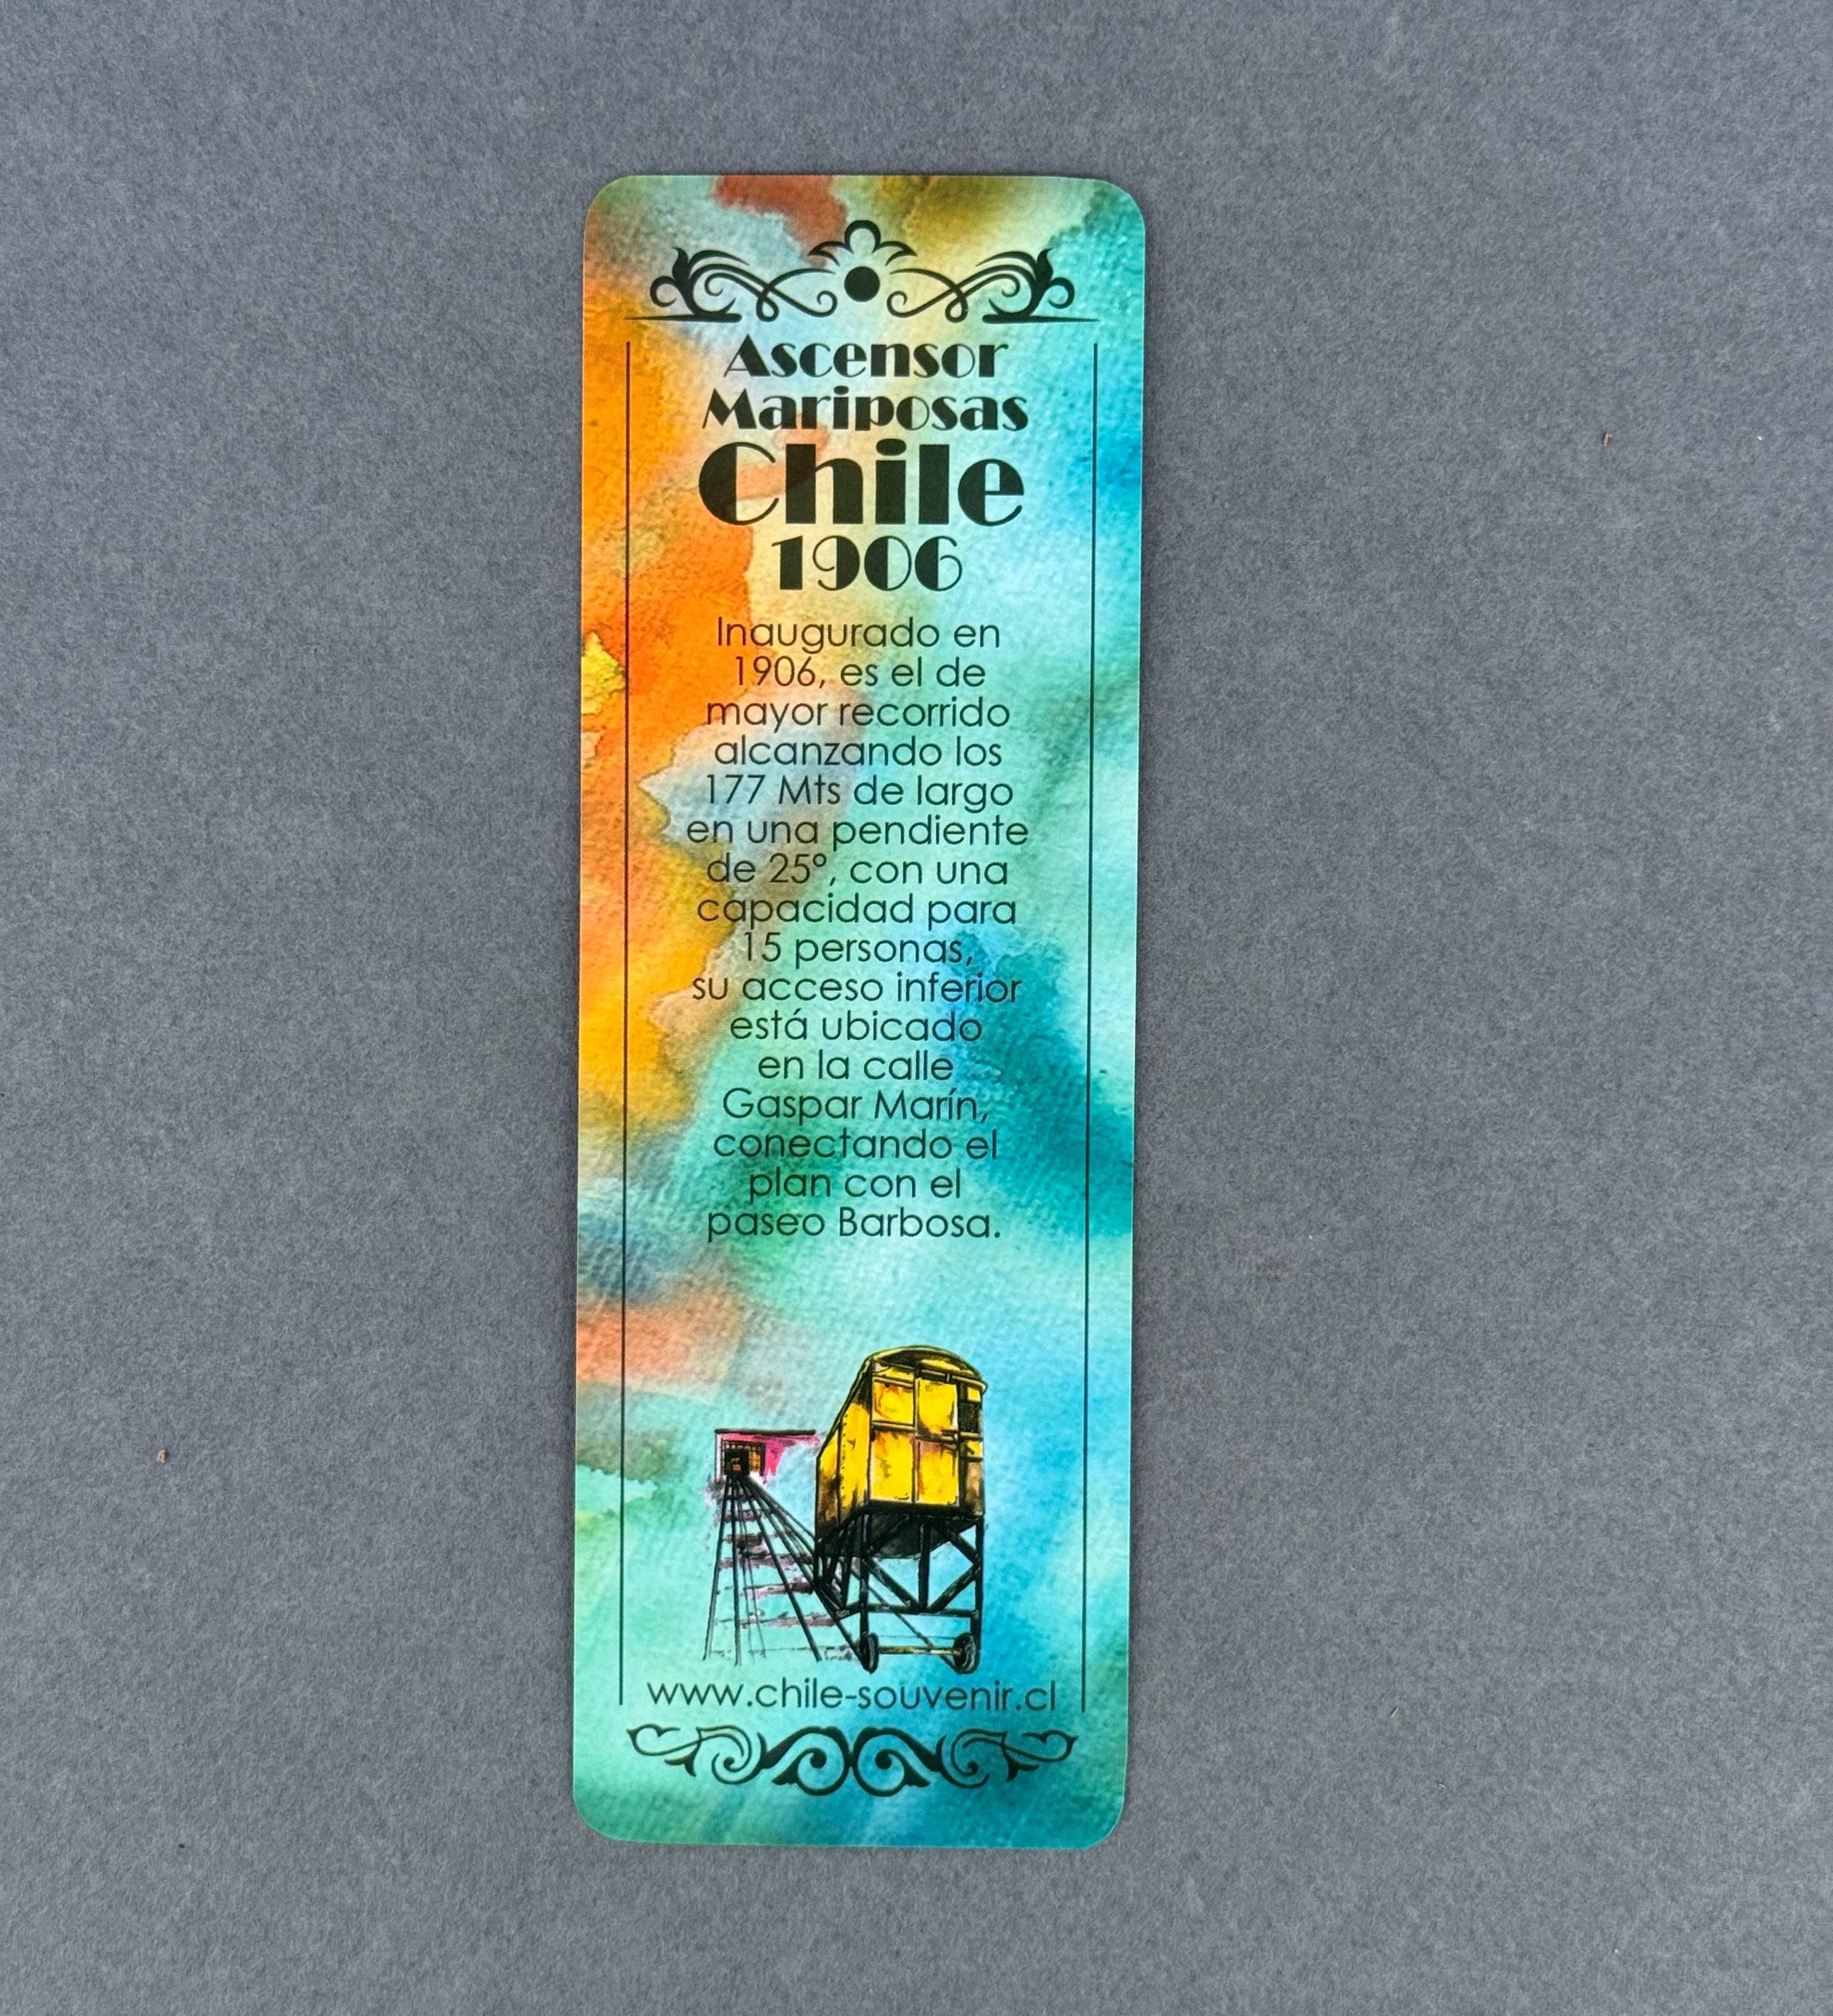 Ascensor
Mariposas
Chile
1906
Inaugurado en
1906, es el de
mayor recorrido
alcanzando los
177 Mts de largo
en una pendiente
de 25º, con una
capacidad para
15 personas,
su acceso inferior
está ubicado
en la calle
Gaspar Marín,
conectando el
plan con el
paseo Barbosa.
www.chile-souvenir.cl